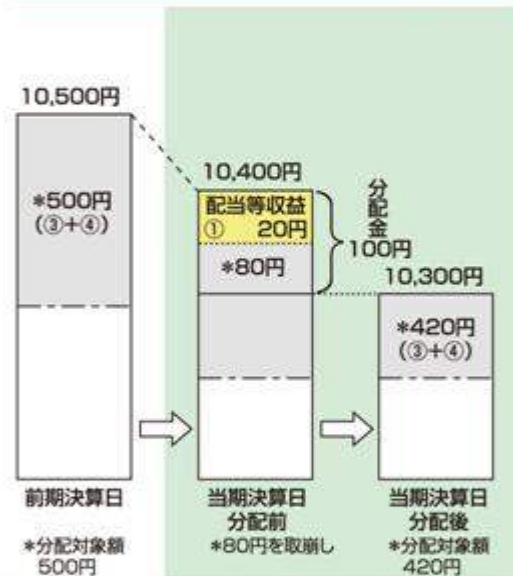 10,500円
*500円
(③+④)
10,400円
配当等収益
① 20円
*80円
分配金
100円
10,300円
*420円
(③+④)
前期決算日
*分配対象額
500円
当期決算日
分配前
*80円を取崩し
当期決算日
分配後
*分配対象額
420円